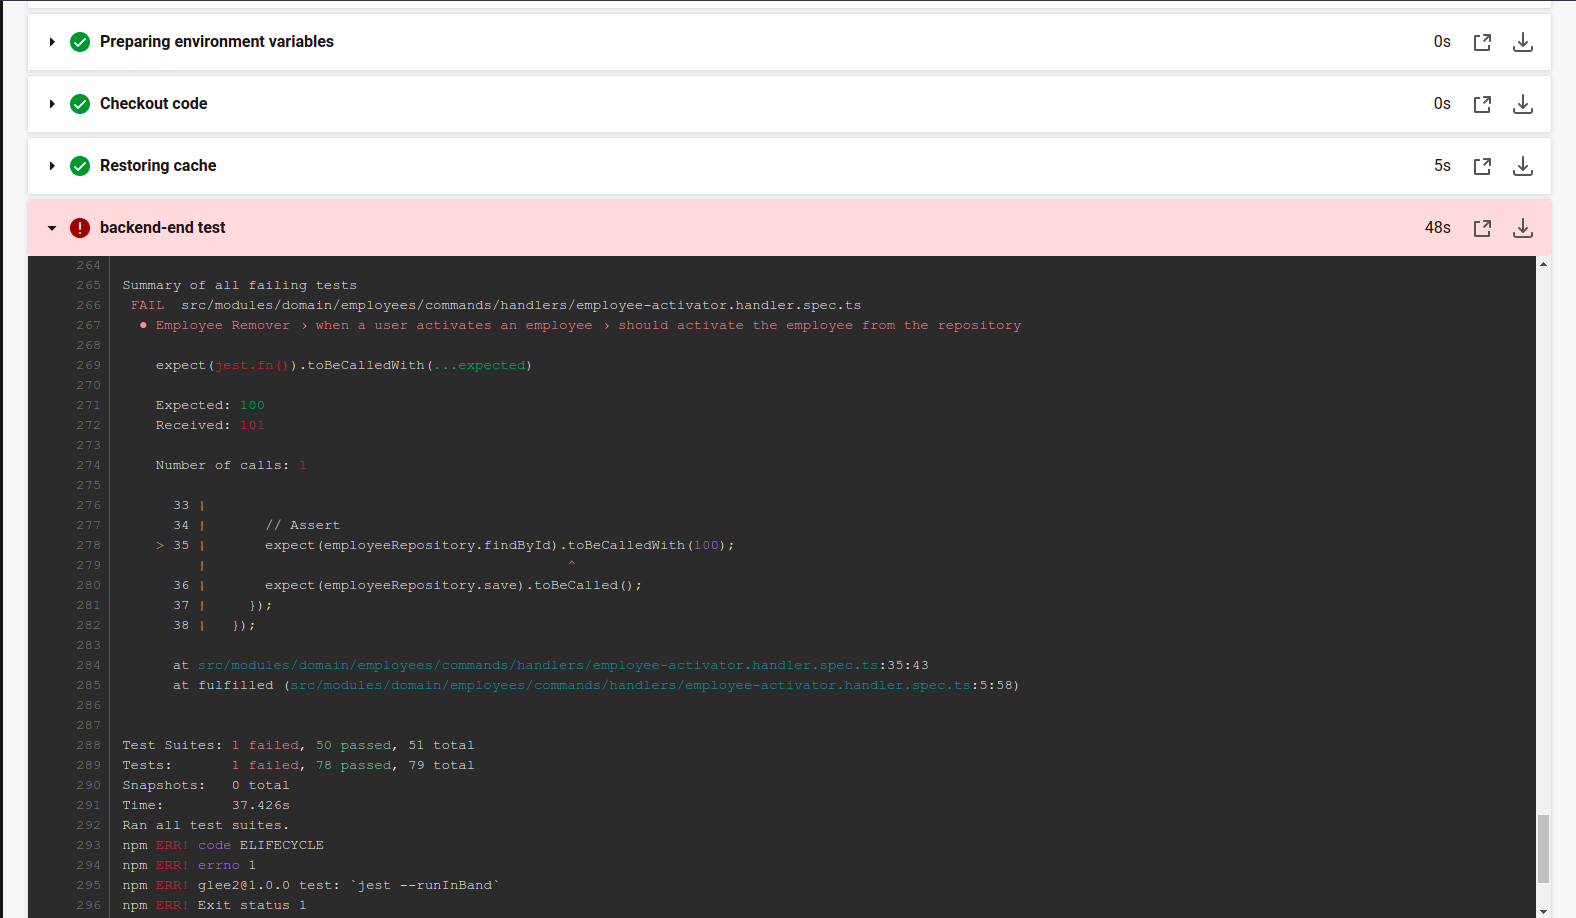 Preparing environment variables 0s
Checkout code 0s
Restoring cache 5s
backend-end test 48s
264
265 Summary of all failing tests
266 FAIL src/modules/domain/employees/commands/handlers/employee-activator.handler.spec.ts
267 ● Employee Remover › when a user activates an employee › should activate the employee from the repository
268
269 expect(jest.fn()).toBeCalledWith(...expected)
270
271 Expected: 100
272 Received: 101
273
274 Number of calls: 1
275
276 33 |
277 34 | // Assert
278 > 35 | expect(employeeRepository.findById).toBeCalledWith(100);
279 | ^
280 36 | expect(employeeRepository.save).toBeCalled();
281 37 | });
282 38 | });
283
284 at src/modules/domain/employees/commands/handlers/employee-activator.handler.spec.ts:35:43
285 at fulfilled (src/modules/domain/employees/commands/handlers/employee-activator.handler.spec.ts:5:58)
286
287
288 Test Suites: 1 failed, 50 passed, 51 total
289 Tests: 1 failed, 78 passed, 79 total
290 Snapshots: 0 total
291 Time: 37.426s
292 Ran all test suites.
293 npm ERR! code ELIFECYCLE
294 npm ERR! errno 1
295 npm ERR! glee2@1.0.0 test: `jest --runInBand`
296 npm ERR! Exit status 1